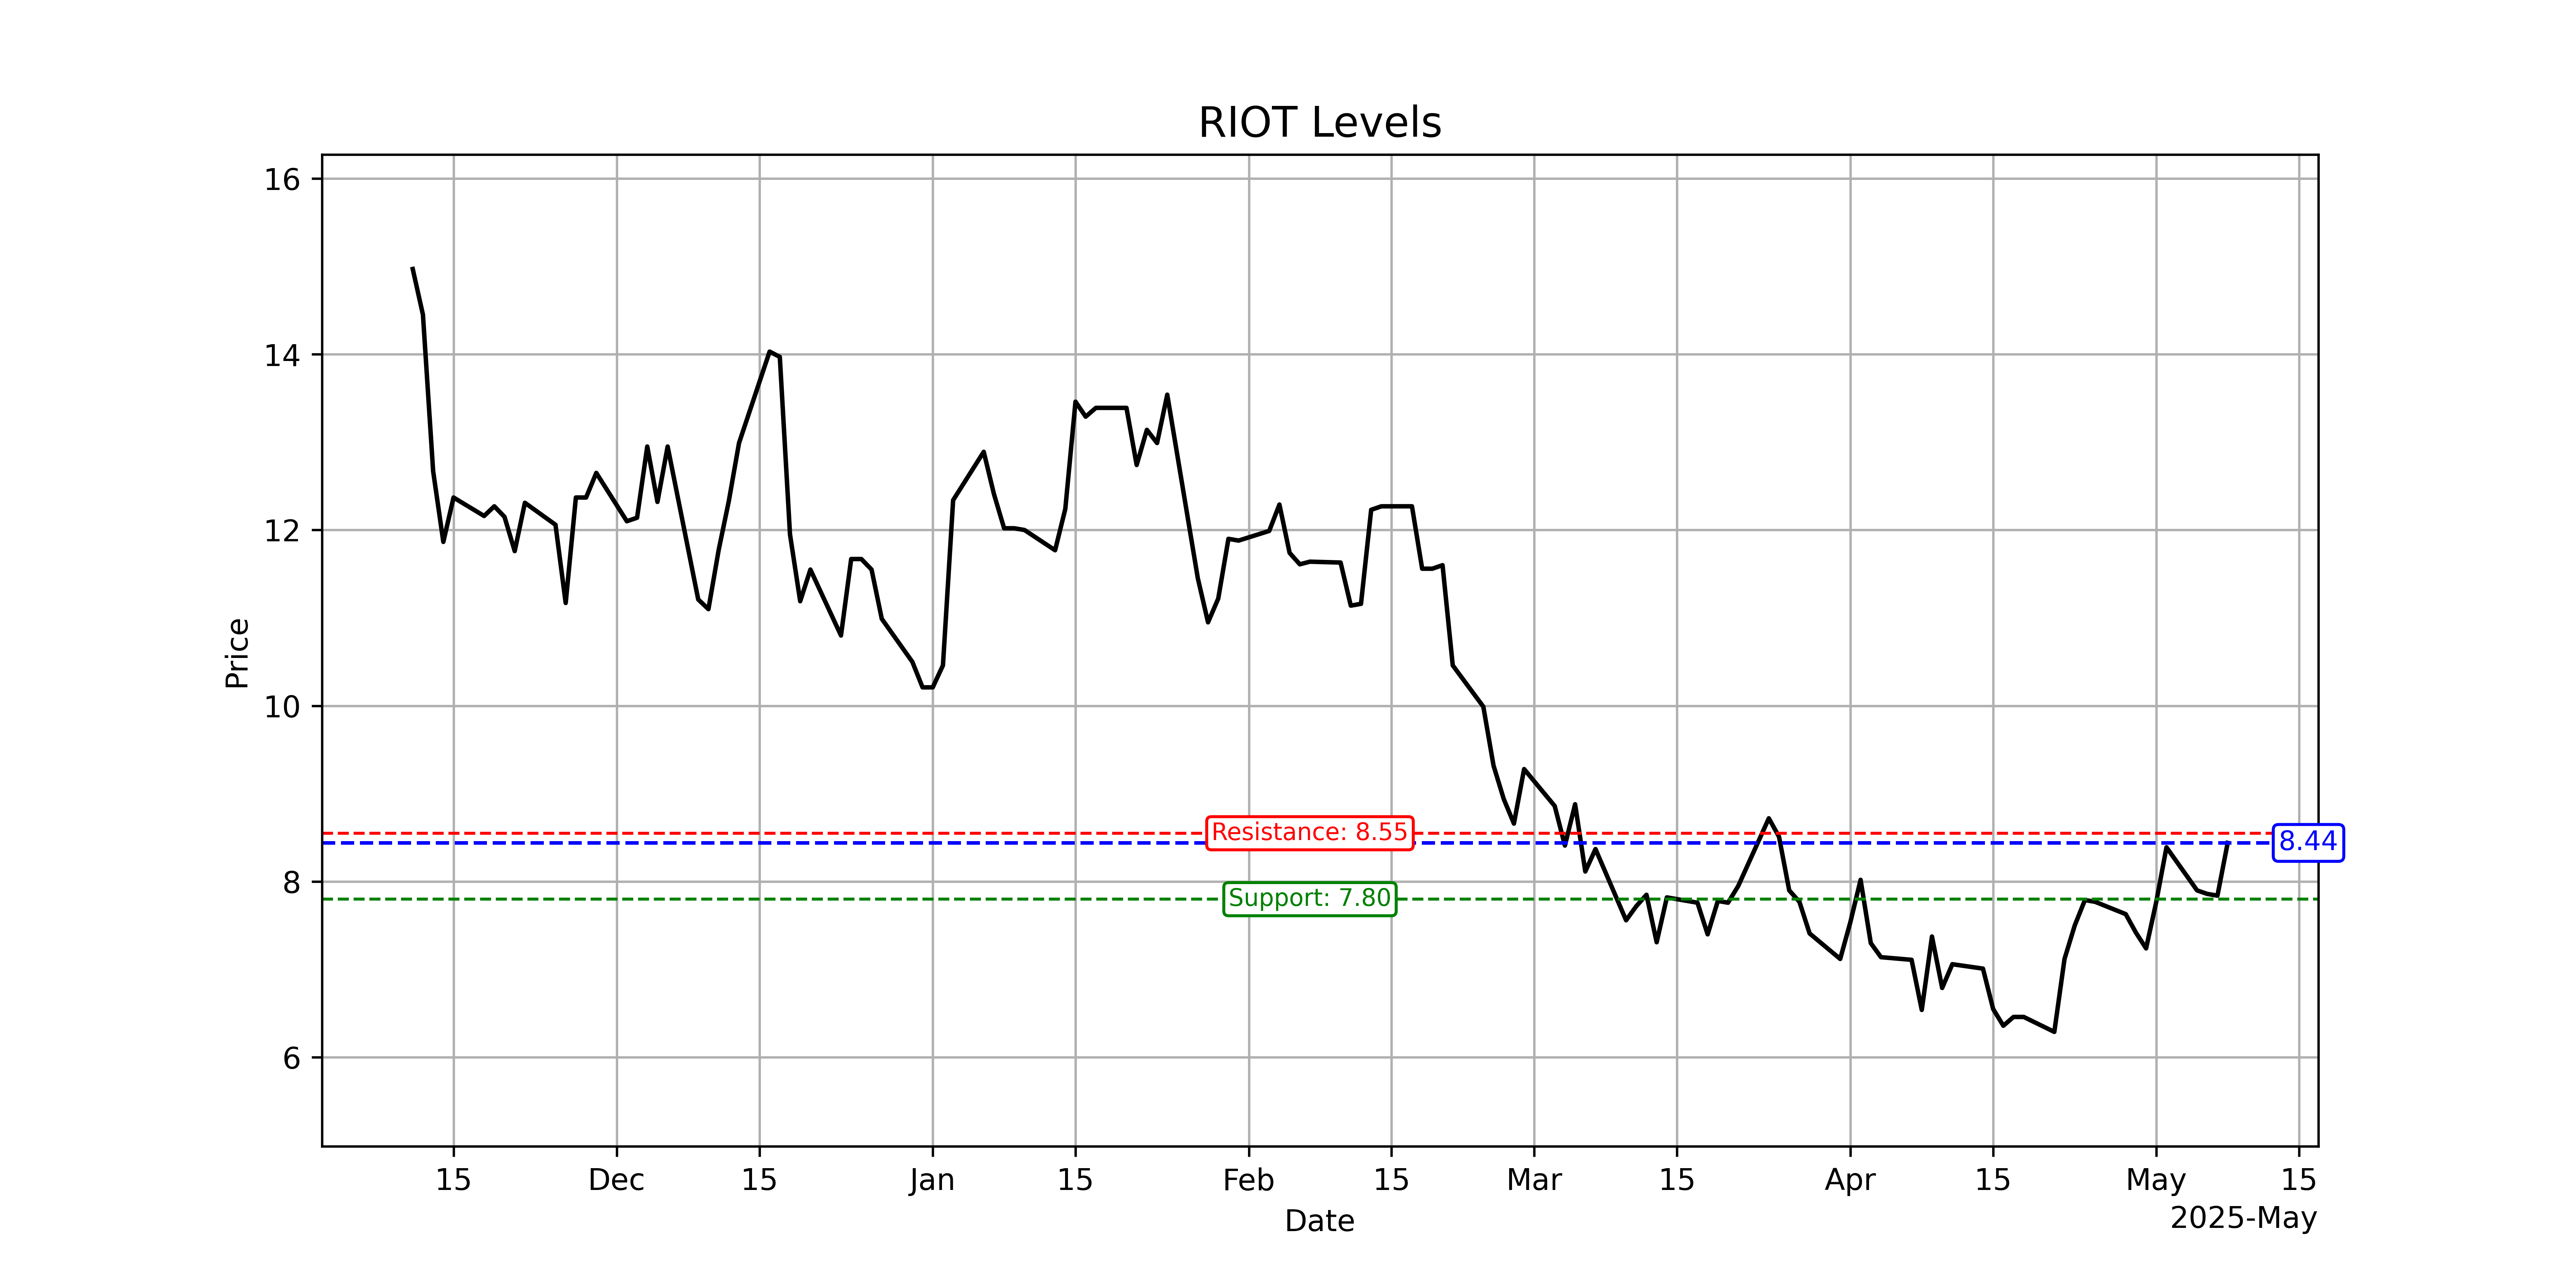 RIOT Levels
16
14
12
10
8
6
Price
Resistance: 8.55
8.44
Support: 7.80
15 Dec 15 Jan 15 Feb 15 Mar 15 Apr 15 May 15
2025-May
Date